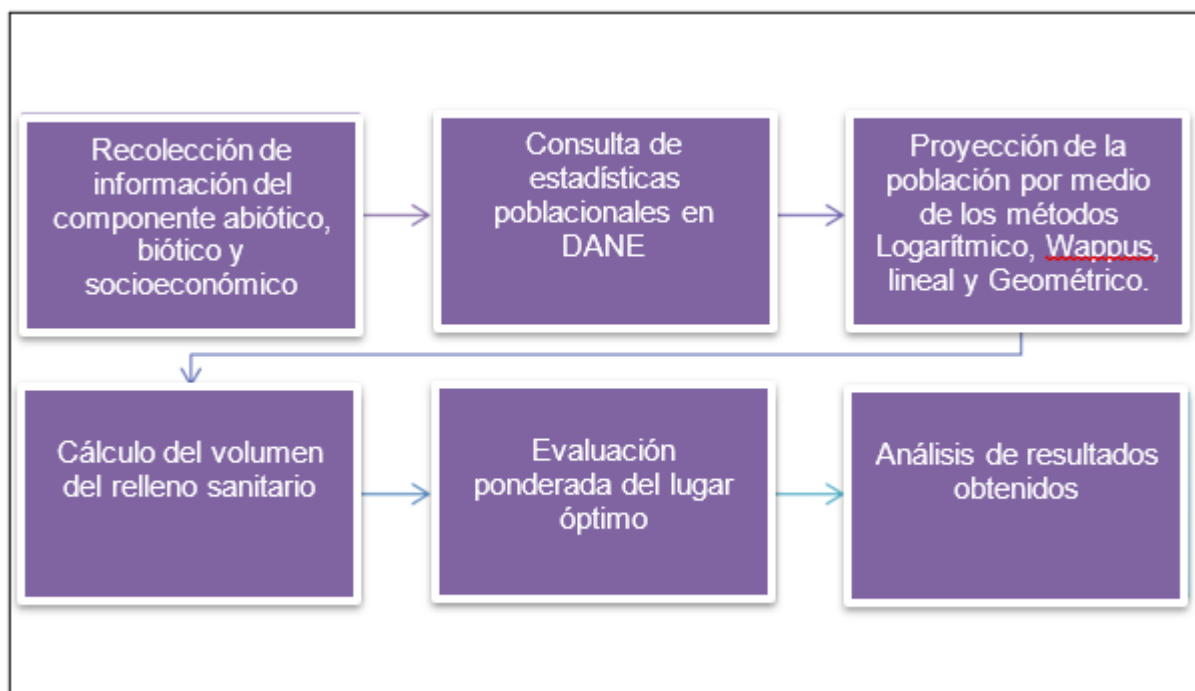 Recolección de
información del
componente abiótico,
biótico y
socioeconómico
Consulta de
estadísticas
poblacionales en
DANE
Proyección de la
población por medio
de los métodos
Logarítmico, Wappus,
lineal y Geométrico.
Cálculo del volumen
del relleno sanitario
Evaluación
ponderada del lugar
óptimo
Análisis de resultados
obtenidos